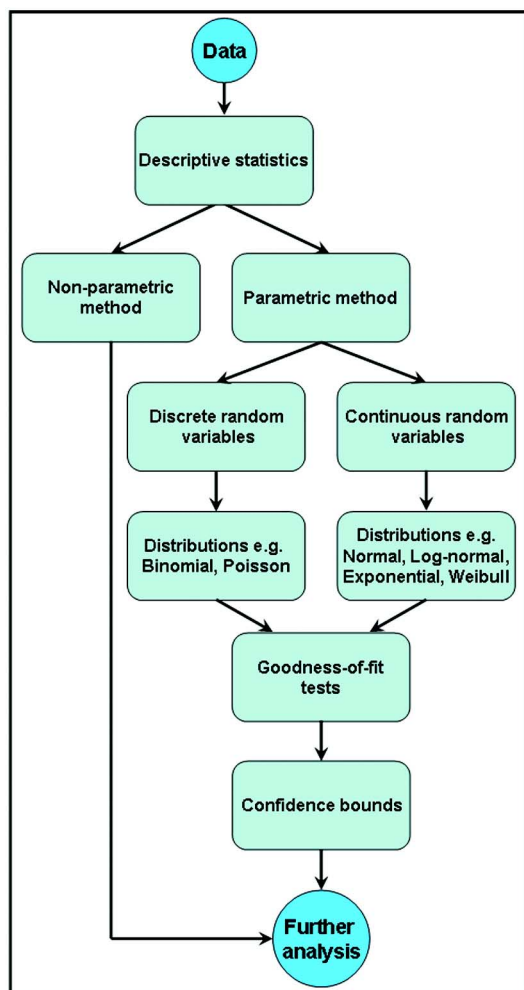 Data
Descriptive statistics
Non-parametric
method
Parametric method
Discrete random
variables
Continuous random
variables
Distributions e.g.
Binomial, Poisson
Distributions e.g.
Normal, Log-normal,
Exponential, Weibull
Goodness-of-fit
tests
Confidence bounds
Further
analysis